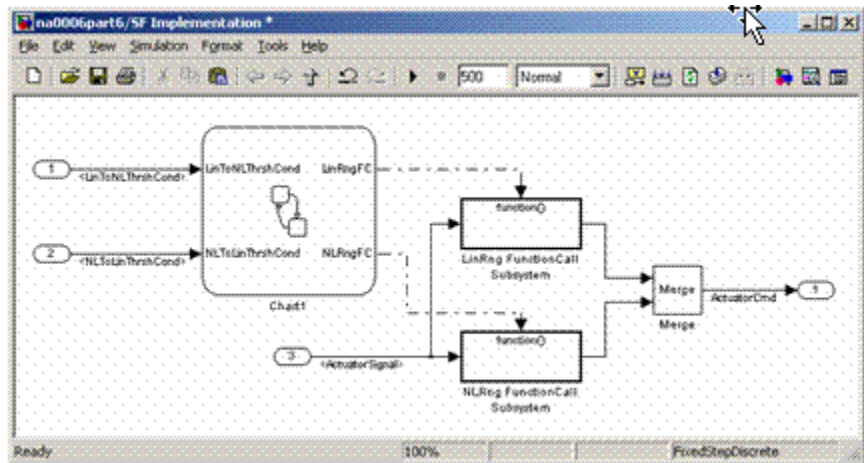 na0006part6/SF Implementation *
File Edit View Simulation Format Tools Help
500 Normal
1 <LinToNLThrshCond> LinToNLThrshCond LinRngFC
function()
LinRng FunctionCall
Subsystem
2 <NLToLinThrshCond> NLToLinThrshCond NLRngFC
Chart1
Merge
Merge
ActuatorCmd 1
3 <ActuatorSignal>
function()
NLRng FunctionCall
Subsystem
Ready 100% FixedStepDiscrete